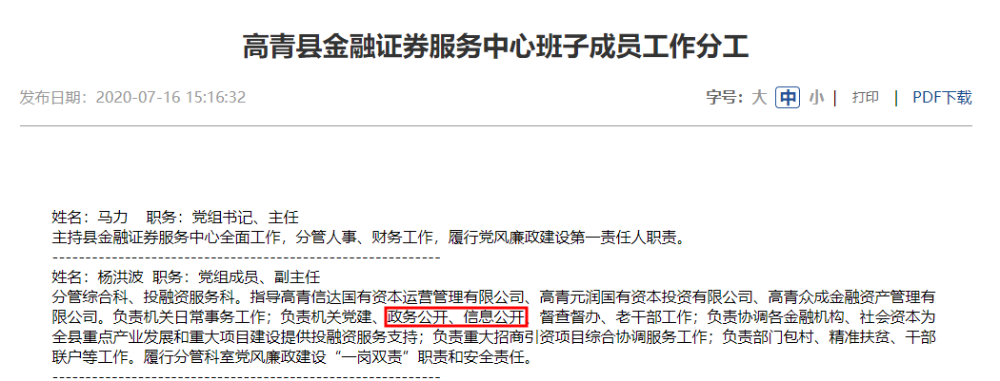 高青县金融证券服务中心班子成员工作分工
发布日期：2020-07-16 15:16:32 字号：大 中 小 | 打印 | PDF下载
姓名：马力 职务：党组书记、主任
主持县金融证券服务中心全面工作，分管人事、财务工作，履行党风廉政建设第一责任人职责。
----------------------------------------------------------
姓名：杨洪波 职务：党组成员、副主任
分管综合科、投融资服务科。指导高青信达国有资本运营管理有限公司、高青元润国有资本投资有限公司、高青众成金融资产管理有
限公司。负责机关日常事务工作；负责机关党建、政务公开、信息公开、督查督办、老干部工作；负责协调各金融机构、社会资本为
全县重点产业发展和重大项目建设提供投融资服务支持；负责重大招商引资项目综合协调服务工作；负责部门包村、精准扶贫、干部
联户等工作。履行分管科室党风廉政建设“一岗双责”职责和安全责任。
----------------------------------------------------------